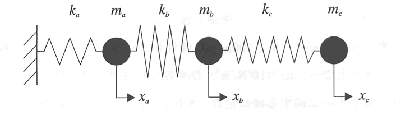 kₐ mₐ k_b m_b k_c m_c
xₐ x_b x_c